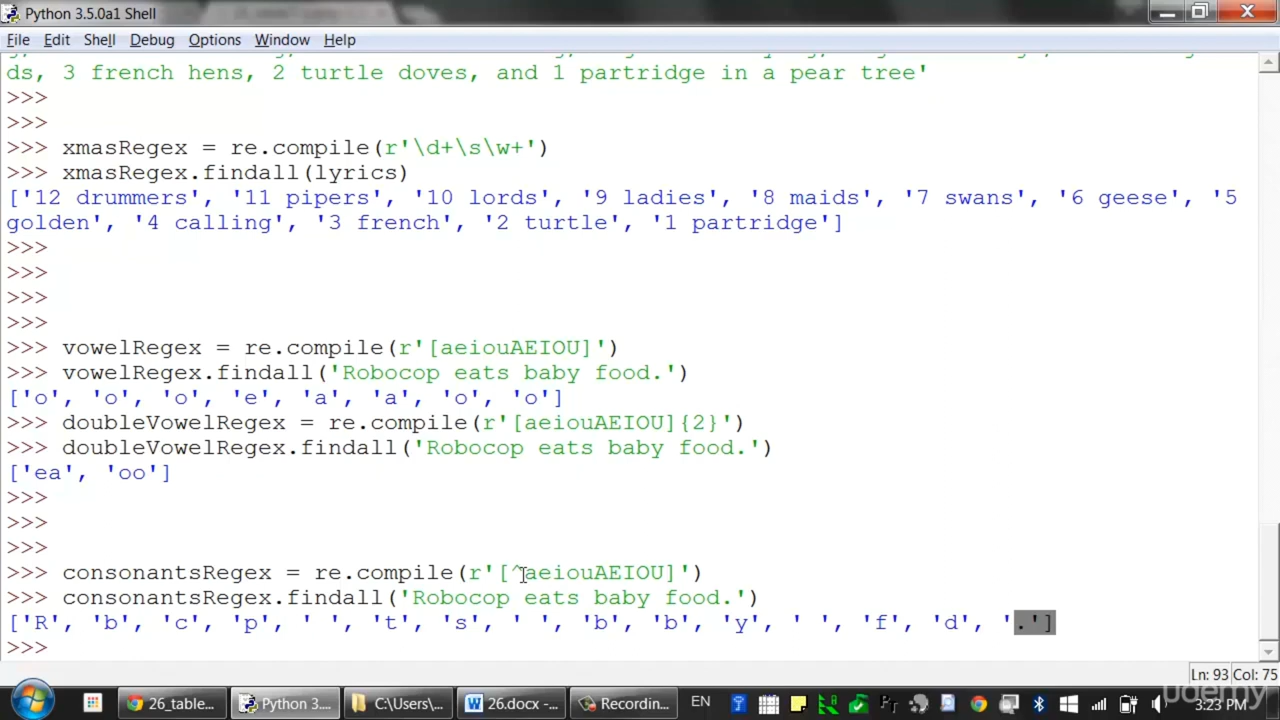 Python 3.5.0a1 Shell
File Edit Shell Debug Options Window Help
ds, 3 french hens, 2 turtle doves, and 1 partridge in a pear tree'
>>>
>>>
>>> xmasRegex = re.compile(r'\d+\s\w+')
>>> xmasRegex.findall(lyrics)
['12 drummers', '11 pipers', '10 lords', '9 ladies', '8 maids', '7 swans', '6 geese', '5
golden', '4 calling', '3 french', '2 turtle', '1 partridge']
>>>
>>>
>>>
>>>
>>> vowelRegex = re.compile(r'[aeiouAEIOU]')
>>> vowelRegex.findall('Robocop eats baby food.')
['o', 'o', 'o', 'e', 'a', 'a', 'o', 'o']
>>> doubleVowelRegex = re.compile(r'[aeiouAEIOU]{2}')
>>> doubleVowelRegex.findall('Robocop eats baby food.')
['ea', 'oo']
>>>
>>>
>>>
>>> consonantsRegex = re.compile(r'[^aeiouAEIOU]')
>>> consonantsRegex.findall('Robocop eats baby food.')
['R', 'b', 'c', 'p', ' ', 't', 's', ' ', 'b', 'b', 'y', ' ', 'f', 'd', '.']
>>>
Ln: 93 Col: 75
26_table... Python 3.... C:\Users\... 26.docx -... Recordin... EN 3:23 PM
udemy